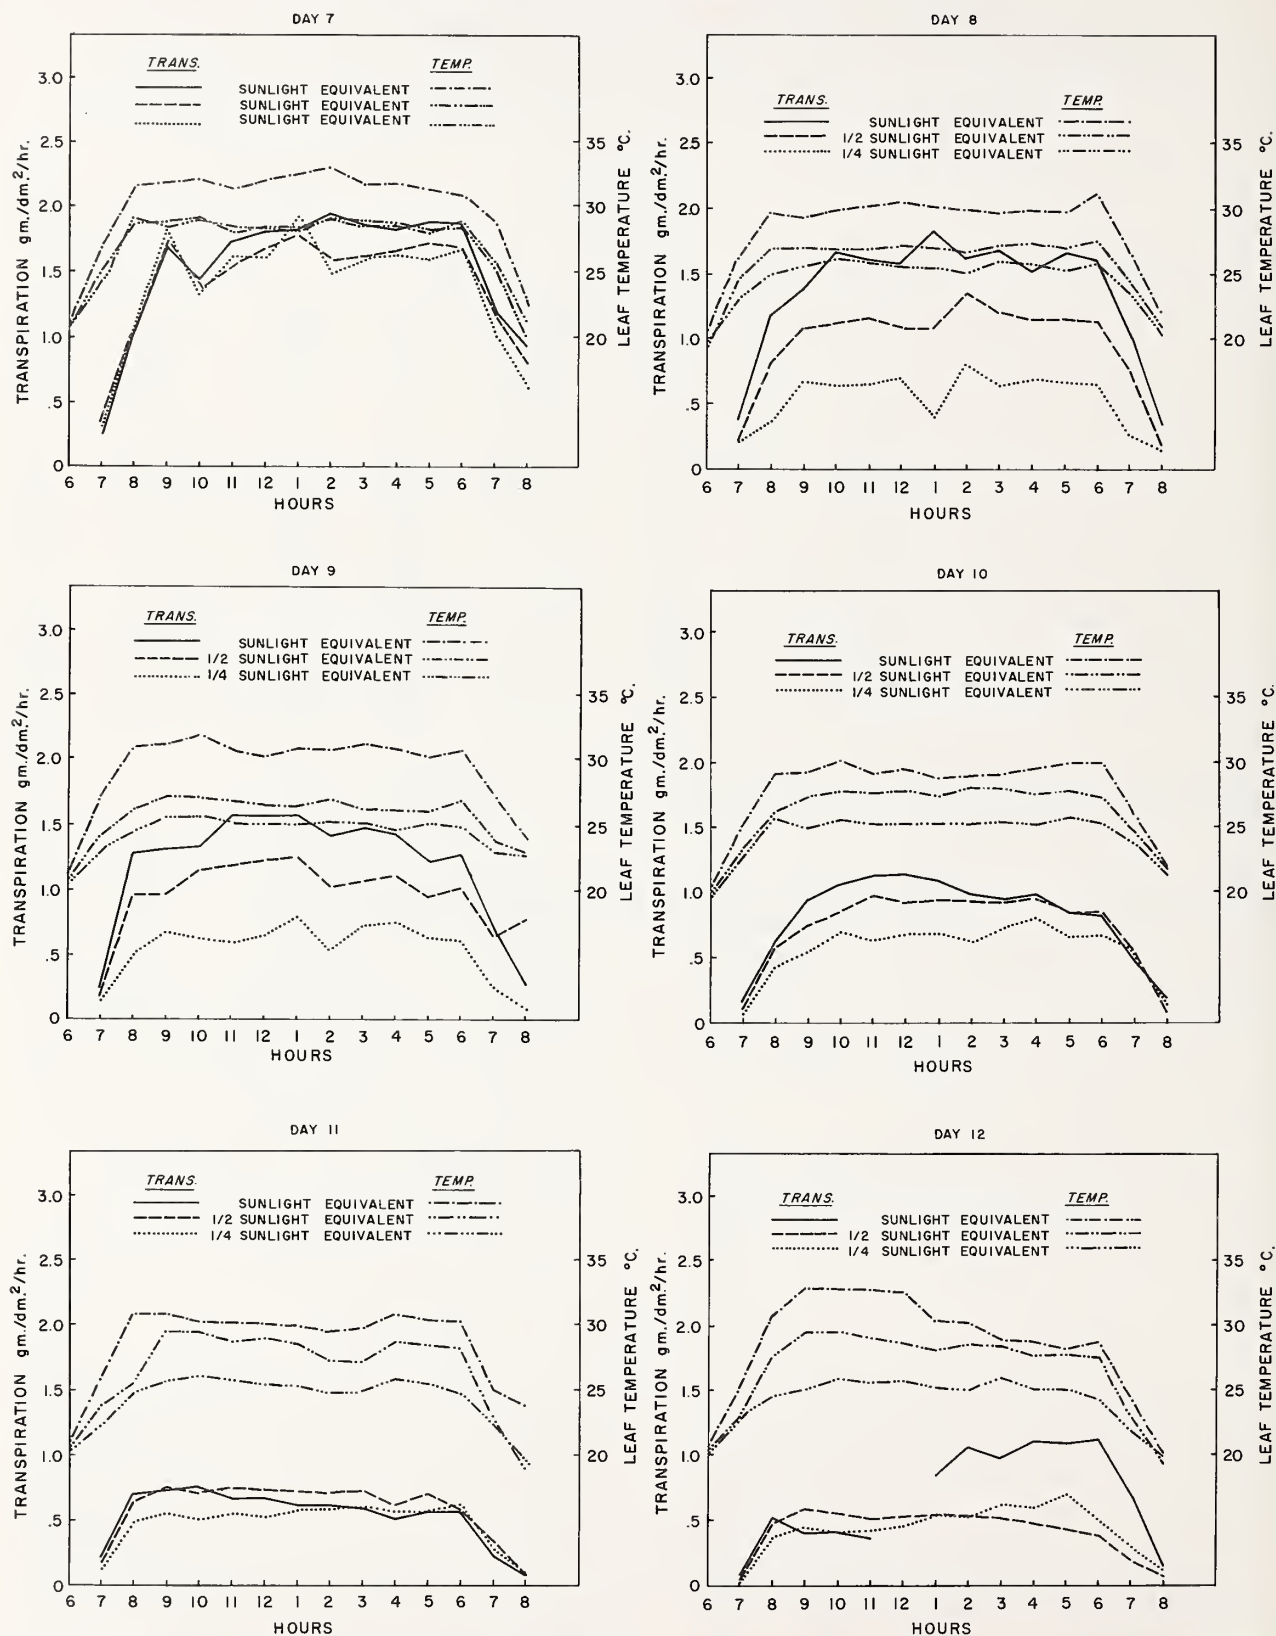 DAY 7
TRANS. TEMP.
SUNLIGHT EQUIVALENT
SUNLIGHT EQUIVALENT
SUNLIGHT EQUIVALENT
TRANSPIRATION gm./dm.²/hr.
3.0
2.5
2.0
1.5
1.0
.5
0
35
30
25
20
LEAF TEMPERATURE °C.
6 7 8 9 10 11 12 1 2 3 4 5 6 7 8
HOURS
DAY 8
TRANS. TEMP.
SUNLIGHT EQUIVALENT
1/2 SUNLIGHT EQUIVALENT
1/4 SUNLIGHT EQUIVALENT
TRANSPIRATION gm./dm.²/hr.
3.0
2.5
2.0
1.5
1.0
.5
0
35
30
25
20
LEAF TEMPERATURE °C.
6 7 8 9 10 11 12 1 2 3 4 5 6 7 8
HOURS
DAY 9
TRANS. TEMP.
SUNLIGHT EQUIVALENT
1/2 SUNLIGHT EQUIVALENT
1/4 SUNLIGHT EQUIVALENT
TRANSPIRATION gm./dm.²/hr.
3.0
2.5
2.0
1.5
1.0
.5
0
35
30
25
20
LEAF TEMPERATURE °C.
6 7 8 9 10 11 12 1 2 3 4 5 6 7 8
HOURS
DAY 10
TRANS. TEMP.
SUNLIGHT EQUIVALENT
1/2 SUNLIGHT EQUIVALENT
1/4 SUNLIGHT EQUIVALENT
TRANSPIRATION gm./dm.²/hr.
3.0
2.5
2.0
1.5
1.0
.5
0
35
30
25
20
LEAF TEMPERATURE °C.
6 7 8 9 10 11 12 1 2 3 4 5 6 7 8
HOURS
DAY 11
TRANS. TEMP.
SUNLIGHT EQUIVALENT
1/2 SUNLIGHT EQUIVALENT
1/4 SUNLIGHT EQUIVALENT
TRANSPIRATION gm./dm.²/hr.
3.0
2.5
2.0
1.5
1.0
.5
0
35
30
25
20
LEAF TEMPERATURE °C.
6 7 8 9 10 11 12 1 2 3 4 5 6 7 8
HOURS
DAY 12
TRANS. TEMP.
SUNLIGHT EQUIVALENT
1/2 SUNLIGHT EQUIVALENT
1/4 SUNLIGHT EQUIVALENT
TRANSPIRATION gm./dm.²/hr.
3.0
2.5
2.0
1.5
1.0
.5
0
35
30
25
20
LEAF TEMPERATURE °C.
6 7 8 9 10 11 12 1 2 3 4 5 6 7 8
HOURS